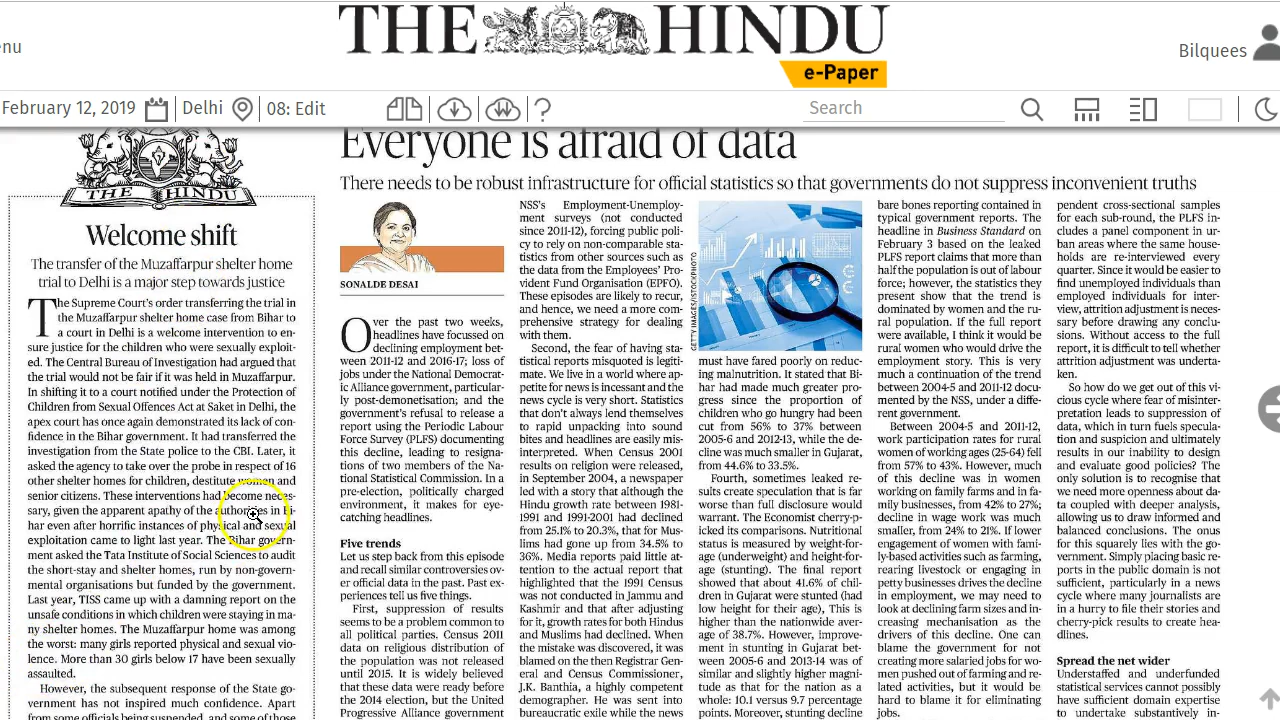 THE HINDU
e-Paper
enu
Bilquees
February 12, 2019
Delhi
08: Edit
?
Search
THE HINDU
Welcome shift
The transfer of the Muzaffarpur shelter home
trial to Delhi is a major step towards justice
The Supreme Court's order transferring the trial in
the Muzaffarpur shelter home case from Bihar to
a court in Delhi is a welcome intervention to en-
sure justice for the children who were sexually exploit-
ed. The Central Bureau of Investigation had argued that
the trial would not be fair if it was held in Muzaffarpur.
In shifting it to a court notified under the Protection of
Children from Sexual Offences Act at Saket in Delhi, the
apex court has once again demonstrated its lack of con-
fidence in the Bihar government. It had transferred the
investigation from the State police to the CBI. Later, it
asked the agency to take over the probe in respect of 16
other shelter homes for children, destitute women and
senior citizens. These interventions had become neces-
sary, given the apparent apathy of the authorities in Bi-
har even after horrific instances of physical and sexual
exploitation came to light last year. The Bihar govern-
ment asked the Tata Institute of Social Sciences to audit
the short-stay and shelter homes, run by non-govern-
mental organisations but funded by the government.
Last year, TISS came up with a damning report on the
unsafe conditions in which children were staying in ma-
ny shelter homes. The Muzaffarpur home was among
the worst: many girls reported physical and sexual vio-
lence. More than 30 girls below 17 have been sexually
assaulted.
However, the subsequent response of the State go-
vernment has not inspired much confidence. Apart
from some officials being suspended, and some of those
Everyone is afraid of data
There needs to be robust infrastructure for official statistics so that governments do not suppress inconvenient truths
SONALDE DESAI
Over the past two weeks,
headlines have focussed on
declining employment bet-
ween 2011-12 and 2016-17; loss of
jobs under the National Democrat-
ic Alliance government, particular-
ly post-demonetisation; and the
government's refusal to release a
report using the Periodic Labour
Force Survey (PLFS) documenting
this decline, leading to resigna-
tions of two members of the Na-
tional Statistical Commission. In a
pre-election, politically charged
environment, it makes for eye-
catching headlines.
Five trends
Let us step back from this episode
and recall similar controversies ov-
er official data in the past. Past ex-
periences tell us five things.
First, suppression of results
seems to be a problem common to
all political parties. Census 2011
data on religious distribution of
the population was not released
until 2015. It is widely believed
that these data were ready before
the 2014 election, but the United
Progressive Alliance government
NSS's Employment-Unemploy-
ment surveys (not conducted
since 2011-12), forcing public poli-
cy to rely on non-comparable sta-
tistics from other sources such as
the data from the Employees' Pro-
vident Fund Organisation (EPFO).
These episodes are likely to recur,
and hence, we need a more com-
prehensive strategy for dealing
with them.
Second, the fear of having sta-
tistical reports misquoted is legiti-
mate. We live in a world where ap-
petite for news is incessant and the
news cycle is very short. Statistics
that don't always lend themselves
to rapid unpacking into sound
bites and headlines are easily mis-
interpreted. When Census 2001
results on religion were released,
in September 2004, a newspaper
led with a story that although the
Hindu growth rate between 1981-
1991 and 1991-2001 had declined
from 25.1% to 20.3%, that for Mus-
lims had gone up from 34.5% to
36%. Media reports paid little at-
tention to the actual report that
highlighted that the 1991 Census
was not conducted in Jammu and
Kashmir and that after adjusting
for it, growth rates for both Hindus
and Muslims had declined. When
the mistake was discovered, it was
blamed on the then Registrar Gen-
eral and Census Commissioner,
J.K. Banthia, a highly competent
demographer. He was sent into
bureaucratic exile while the news
GETTY IMAGES/ISTOCKPHOTO
must have fared poorly on reduc-
ing malnutrition. It stated that Bi-
har had made much greater pro-
gress since the proportion of
children who go hungry had been
cut from 56% to 37% between
2005-6 and 2012-13, while the de-
cline was much smaller in Gujarat,
from 44.6% to 33.5%.
Fourth, sometimes leaked re-
sults create speculation that is far
worse than full disclosure would
warrant. The Economist cherry-p-
icked its comparisons. Nutritional
status is measured by weight-for-
age (underweight) and height-for-
age (stunting). The final report
showed that about 41.6% of chil-
dren in Gujarat were stunted (had
low height for their age), This is
higher than the nationwide aver-
age of 38.7%. However, improve-
ment in stunting in Gujarat bet-
ween 2005-6 and 2013-14 was of
similar and slightly higher magni-
tude as that for the nation as a
whole: 10.1 versus 9.7 percentage
points. Moreover, stunting decline
bare bones reporting contained in
typical government reports. The
headline in Business Standard on
February 3 based on the leaked
PLFS report claims that more than
half the population is out of labour
force; however, the statistics they
present show that the trend is
dominated by women and the ru-
ral population. If the full report
were available, I think it would be
rural women who would drive the
employment story. This is very
much a continuation of the trend
between 2004-5 and 2011-12 docu-
mented by the NSS, under a diffe-
rent government.
Between 2004-5 and 2011-12,
work participation rates for rural
women of working ages (25-64) fell
from 57% to 43%. However, much
of this decline was in women
working on family farms and in fa-
mily businesses, from 42% to 27%;
decline in wage work was much
smaller, from 24% to 21%. If lower
engagement of women with fami-
ly-based activities such as farming,
rearing livestock or engaging in
petty businesses drives the decline
in employment, we may need to
look at declining farm sizes and in-
creasing mechanisation as the
drivers of this decline. One can
blame the government for not
creating more salaried jobs for wo-
men pushed out of farming and re-
lated activities, but it would be
hard to blame it for eliminating
jobs.
pendent cross-sectional samples
for each sub-round, the PLFS in-
cludes a panel component in ur-
ban areas where the same house-
holds are re-interviewed every
quarter. Since it would be easier to
find unemployed individuals than
employed individuals for inter-
view, attrition adjustment is neces-
sary before drawing any conclu-
sions. Without access to the full
report, it is difficult to tell whether
attrition adjustment was underta-
ken.
So how do we get out of this vi-
cious cycle where fear of misinter-
pretation leads to suppression of
data, which in turn fuels specula-
tion and suspicion and ultimately
results in our inability to design
and evaluate good policies? The
only solution is to recognise that
we need more openness about da-
ta coupled with deeper analysis,
allowing us to draw informed and
balanced conclusions. The onus
for this squarely lies with the go-
vernment. Simply placing basic re-
ports in the public domain is not
sufficient, particularly in a news
cycle where many journalists are
in a hurry to file their stories and
cherry-pick results to create hea-
dlines.
Spread the net wider
Understaffed and underfunded
statistical services cannot possibly
have sufficient domain expertise
to undertake substantively in-